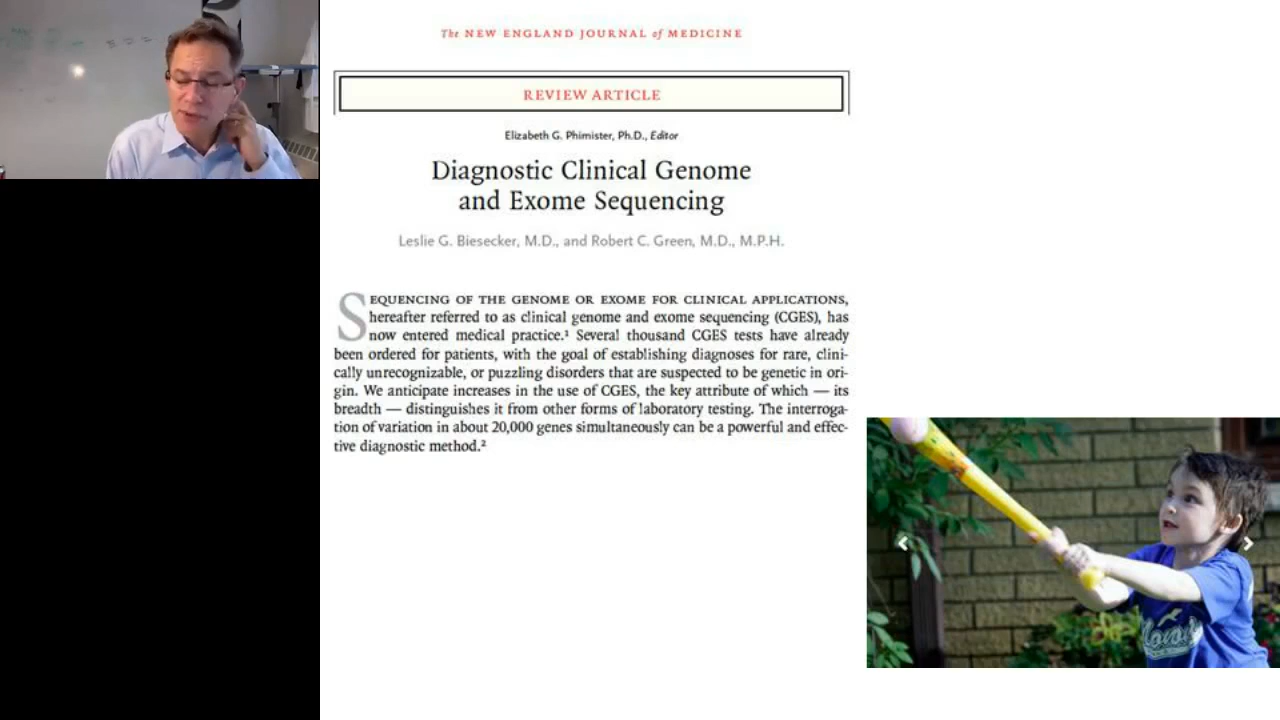 The NEW ENGLAND JOURNAL of MEDICINE
REVIEW ARTICLE
Elizabeth G. Phimister, Ph.D., Editor
Diagnostic Clinical Genome
and Exome Sequencing
Leslie G. Biesecker, M.D., and Robert C. Green, M.D., M.P.H.
SEQUENCING OF THE GENOME OR EXOME FOR CLINICAL APPLICATIONS,
hereafter referred to as clinical genome and exome sequencing (CGES), has
now entered medical practice.¹ Several thousand CGES tests have already
been ordered for patients, with the goal of establishing diagnoses for rare, clini-
cally unrecognizable, or puzzling disorders that are suspected to be genetic in ori-
gin. We anticipate increases in the use of CGES, the key attribute of which — its
breadth — distinguishes it from other forms of laboratory testing. The interroga-
tion of variation in about 20,000 genes simultaneously can be a powerful and effec-
tive diagnostic method.²